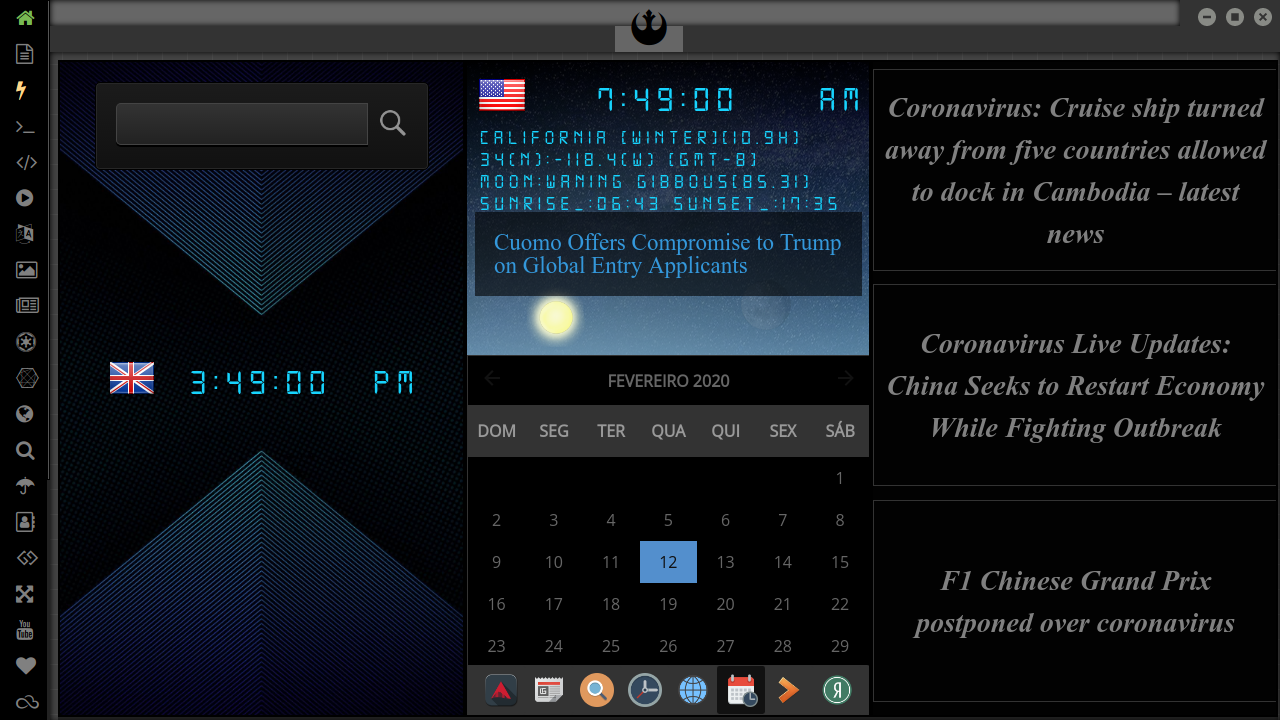 7:49:00 AM
CALIFORNIA (WINTER)(10.9H)
34(N):-118.4(W) (GMT-8)
MOON:WANING GIBBOUS(85.31)
SUNRISE_:06:43 SUNSET_:17:35
Cuomo Offers Compromise to Trump
on Global Entry Applicants
3:49:00 PM
FEVEREIRO 2020
DOM SEG TER QUA QUI SEX SÁB
1
2 3 4 5 6 7 8
9 10 11 12 13 14 15
16 17 18 19 20 21 22
23 24 25 26 27 28 29
Coronavirus: Cruise ship turned
away from five countries allowed
to dock in Cambodia – latest
news
Coronavirus Live Updates:
China Seeks to Restart Economy
While Fighting Outbreak
F1 Chinese Grand Prix
postponed over coronavirus
You
Tube
Я